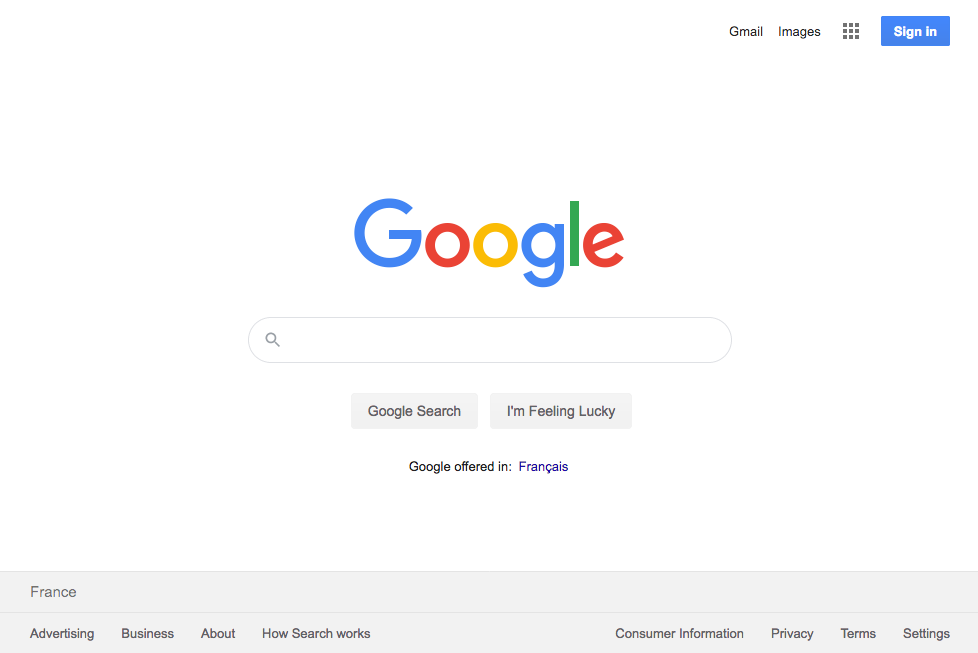 Gmail Images Sign in
Google
Google Search I'm Feeling Lucky
Google offered in: Français
France
Advertising Business About How Search works Consumer Information Privacy Terms Settings